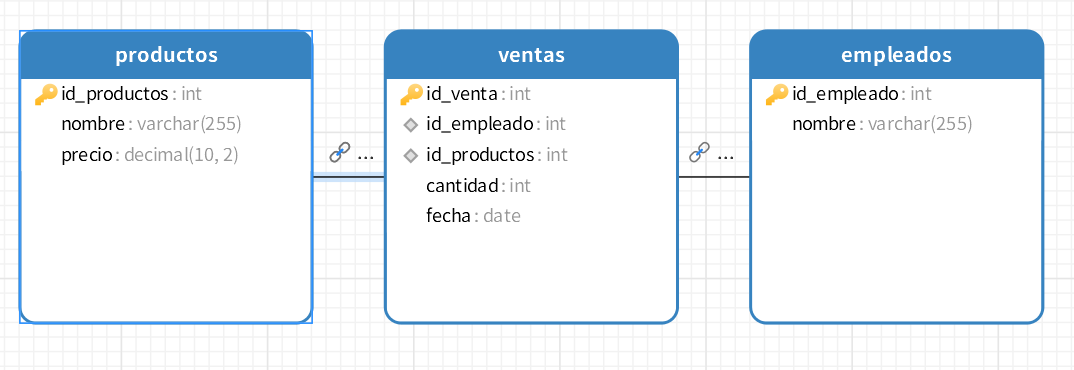 productos
id_productos : int
nombre : varchar(255)
precio : decimal(10, 2)
...
ventas
id_venta : int
id_empleado : int
id_productos : int
cantidad : int
fecha : date
...
empleados
id_empleado : int
nombre : varchar(255)